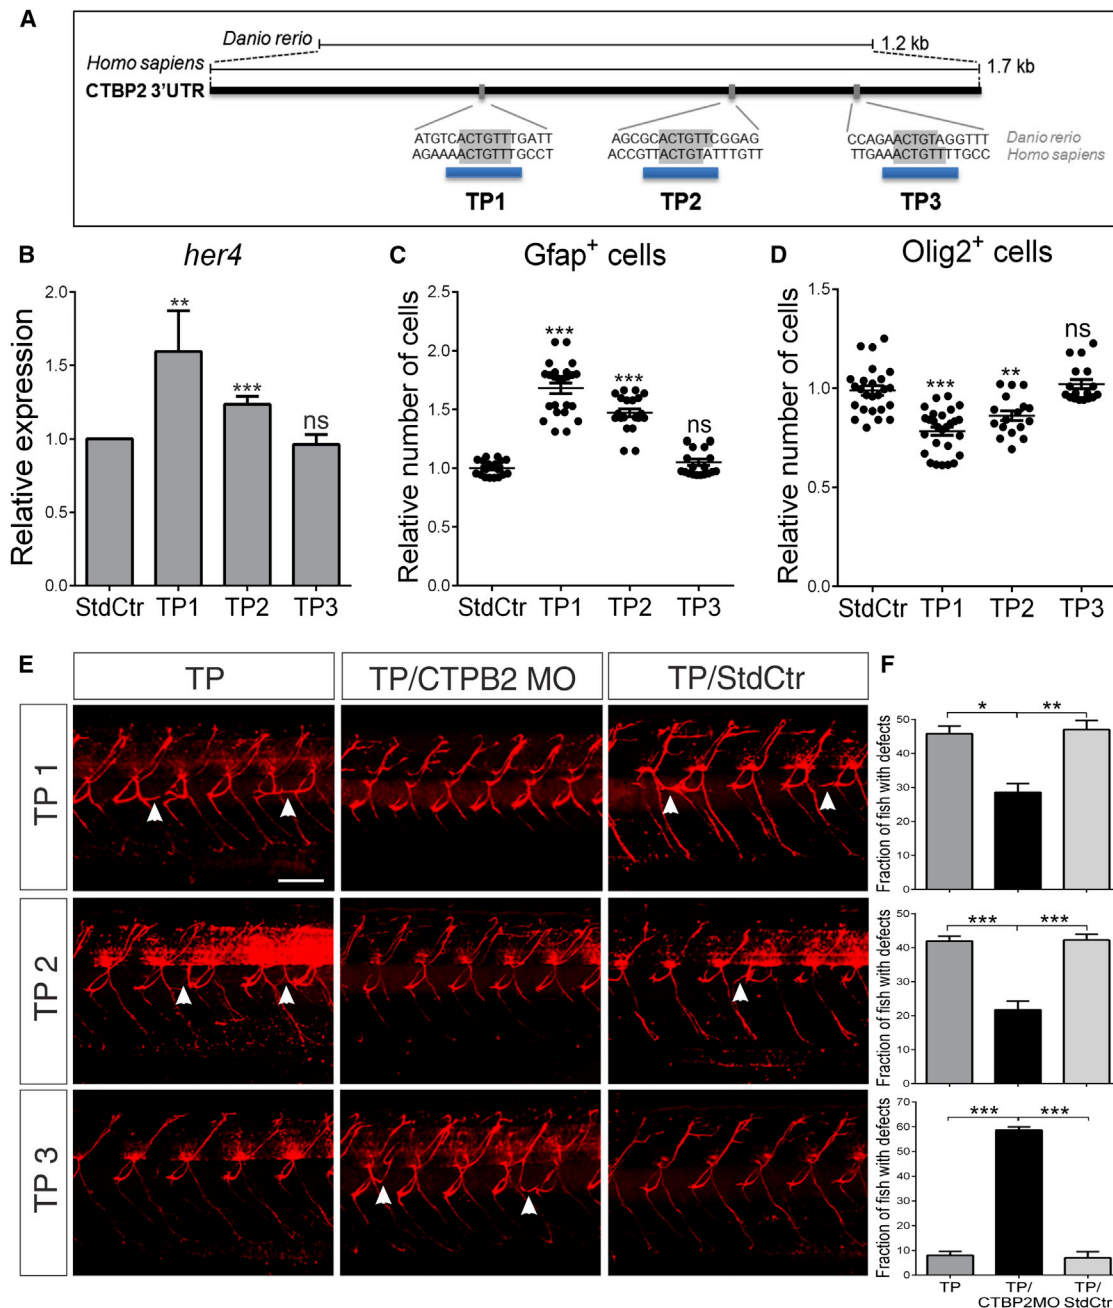 A
Danio rerio
1.2 kb
Homo sapiens
1.7 kb
CTBP2 3'UTR
ATGTCACTGTTTGATT
AGCGCACTGTTCGGAG
CCAGAACTGTAGGTTT
Danio rerio
AGAAAACTGTTTGCCT
ACCGTTACTGTATTTGTT
TTGAAACTGTTTTGCC
Homo sapiens
TP1
TP2
TP3
B
her4
Relative expression
2.0
1.5
1.0
0.5
0.0
**
***
ns
StdCtr
TP1
TP2
TP3
C
Gfap+ cells
Relative number of cells
2.5
2.0
1.5
1.0
0.5
0.0
***
***
ns
StdCtr
TP1
TP2
TP3
D
Olig2+ cells
Relative number of cells
1.5
1.0
0.5
0.0
***
**
ns
StdCtr
TP1
TP2
TP3
E
TP
TP/CTPB2 MO
TP/StdCtr
TP 1
TP 2
TP 3
F
Fraction of fish with defects
50
40
30
20
10
0
*
**
Fraction of fish with defects
50
40
30
20
10
0
***
***
Fraction of fish with defects
70
60
50
40
30
20
10
0
***
***
TP
TP/
CTBP2MO
TP/
StdCtr